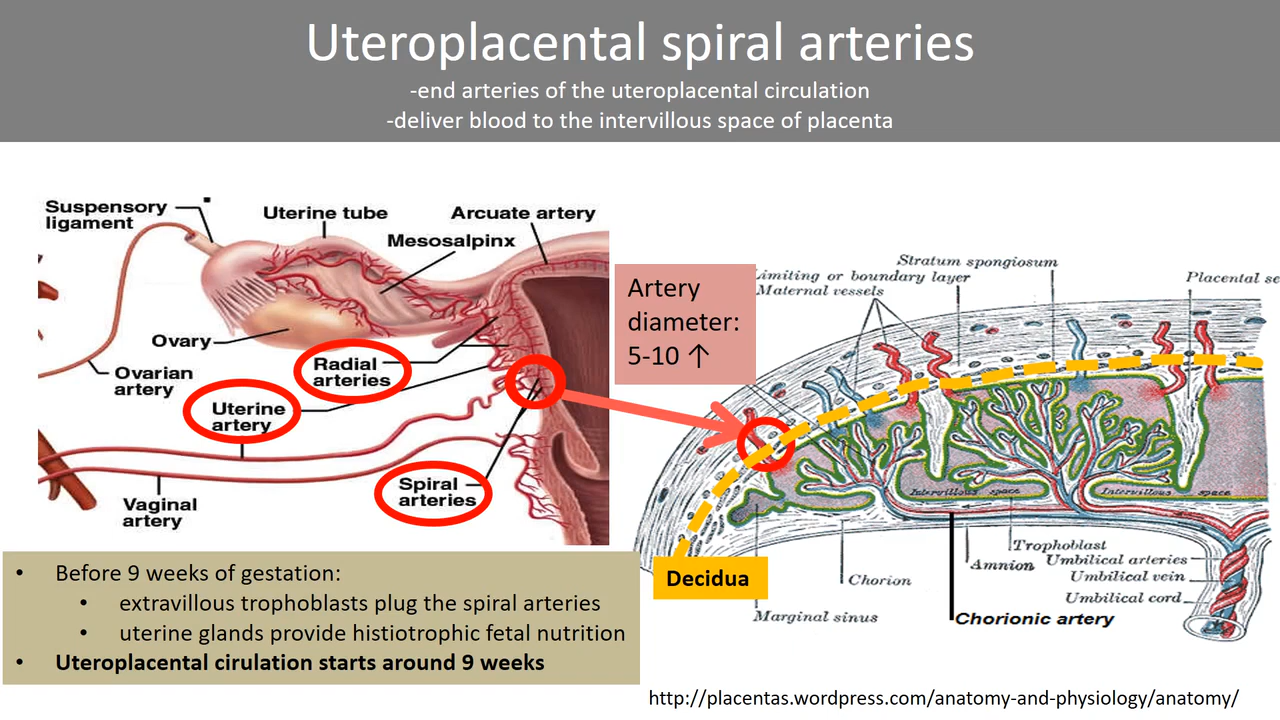 Uteroplacental spiral arteries
-end arteries of the uteroplacental circulation
-deliver blood to the intervillous space of placenta
Suspensory
ligament
Uterine tube
Arcuate artery
Mesosalpinx
Ovary
Ovarian
artery
Radial
arteries
Uterine
artery
Spiral
arteries
Vaginal
artery
Artery
diameter:
5-10 ↑
Stratum spongiosum
Limiting or boundary layer
Maternal vessels
Placental se
Intervillous space
Intervillous space
Decidua
Trophoblast
Amnion
Umbilical arteries
Umbilical vein
Umbilical cord
Chorion
Marginal sinus
Chorionic artery
• Before 9 weeks of gestation:
• extravillous trophoblasts plug the spiral arteries
• uterine glands provide histiotrophic fetal nutrition
• Uteroplacental cirulation starts around 9 weeks
http://placentas.wordpress.com/anatomy-and-physiology/anatomy/